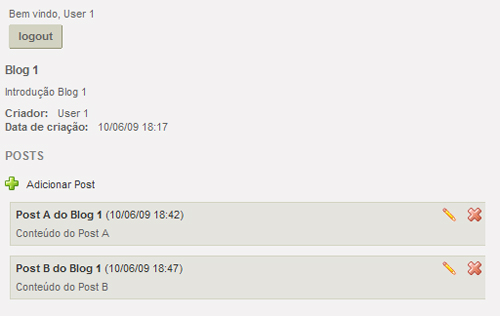 Bem vindo, User 1
logout
Blog 1
Introdução Blog 1
Criador: User 1
Data de criação: 10/06/09 18:17
POSTS
Adicionar Post
Post A do Blog 1 (10/06/09 18:42)
Conteúdo do Post A
Post B do Blog 1 (10/06/09 18:47)
Conteúdo do Post B